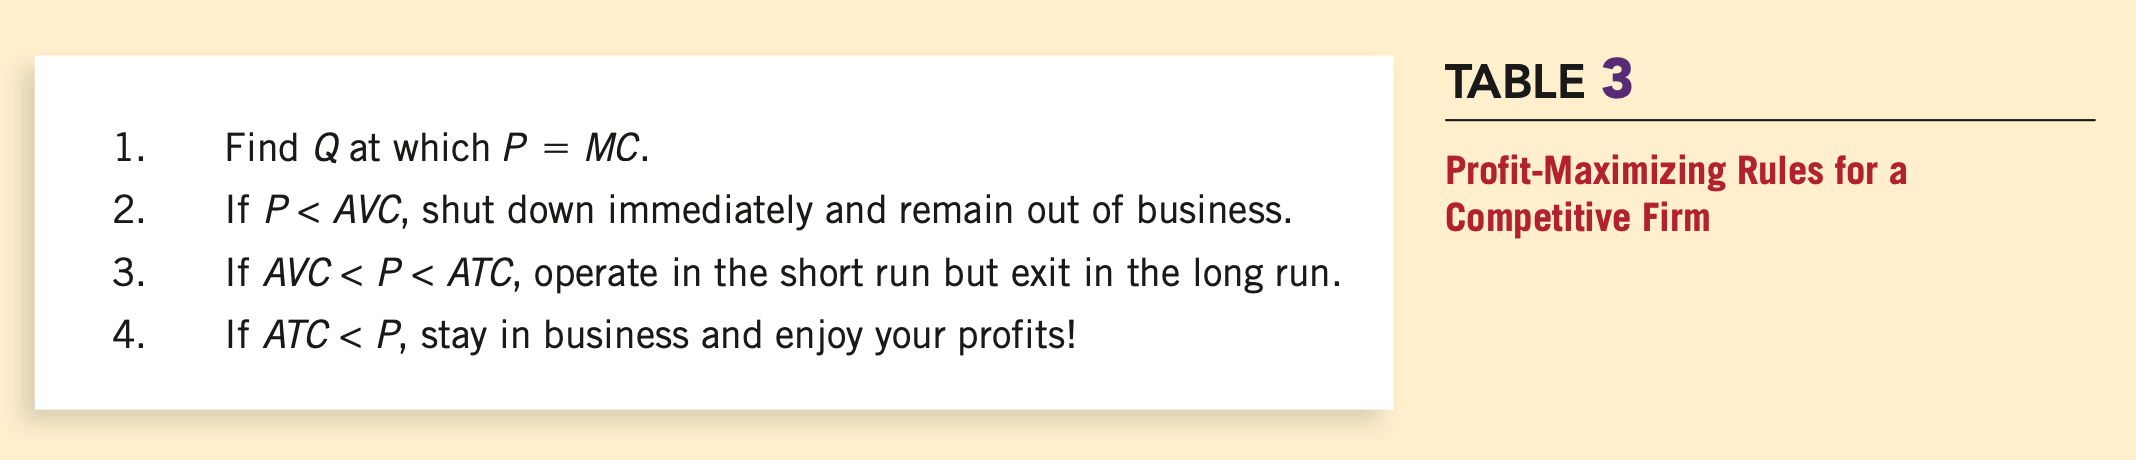 1. Find Q at which P = MC.
2. If P < AVC, shut down immediately and remain out of business.
3. If AVC < P < ATC, operate in the short run but exit in the long run.
4. If ATC < P, stay in business and enjoy your profits!
TABLE 3
Profit-Maximizing Rules for a
Competitive Firm